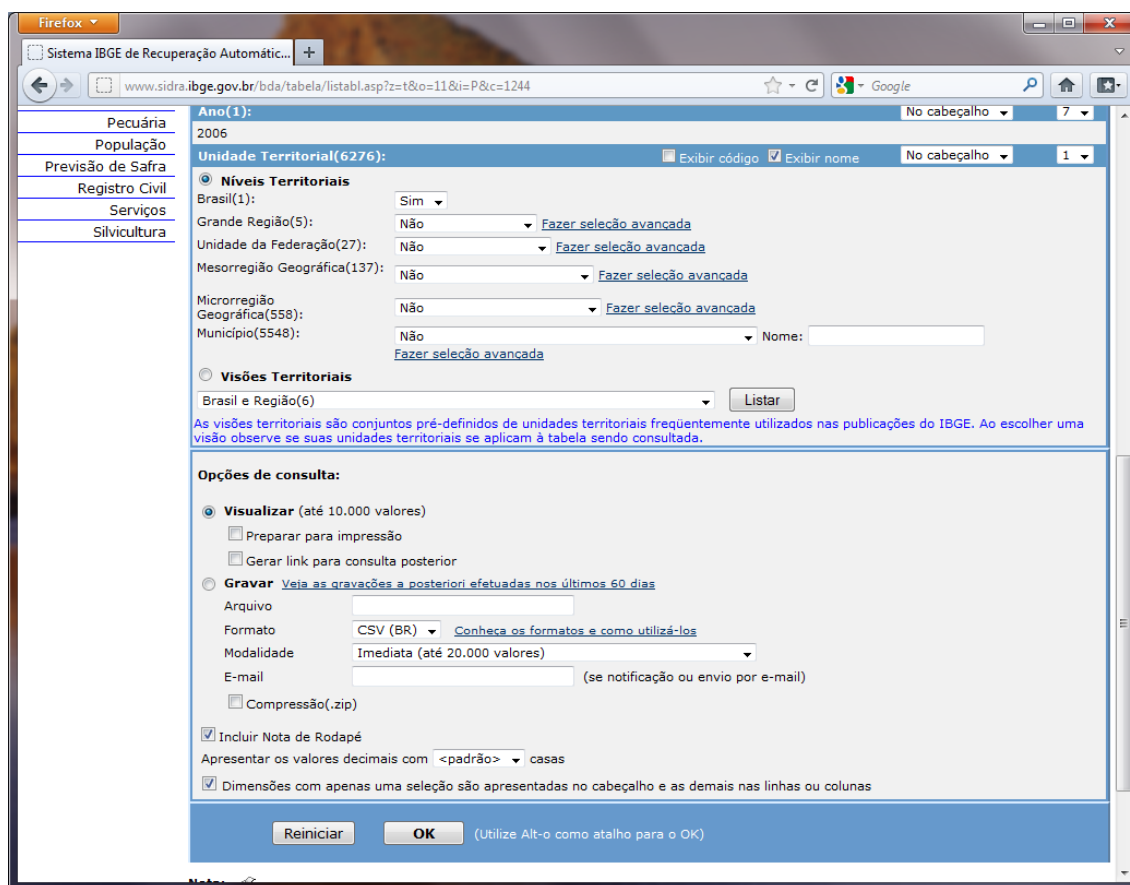 Firefox
Sistema IBGE de Recuperação Automátic...
www.sidra.ibge.gov.br/bda/tabela/listabl.asp?z=t&o=11&i=P&c=1244
Google
Pecuária
População
Previsão de Safra
Registro Civil
Serviços
Silvicultura
Ano(1): No cabeçalho 7
2006
Unidade Territorial(6276): Exibir código Exibir nome No cabeçalho 1
Níveis Territoriais
Brasil(1): Sim
Grande Região(5): Não Fazer seleção avançada
Unidade da Federação(27): Não Fazer seleção avançada
Mesorregião Geográfica(137): Não Fazer seleção avançada
Microrregião
Geográfica(558): Não Fazer seleção avançada
Município(5548): Não Nome:
Fazer seleção avançada
Visões Territoriais
Brasil e Região(6) Listar
As visões territoriais são conjuntos pré-definidos de unidades territoriais freqüentemente utilizados nas publicações do IBGE. Ao escolher uma
visão observe se suas unidades territoriais se aplicam à tabela sendo consultada.
Opções de consulta:
Visualizar (até 10.000 valores)
Preparar para impressão
Gerar link para consulta posterior
Gravar Veja as gravações a posteriori efetuadas nos últimos 60 dias
Arquivo
Formato CSV (BR) Conheca os formatos e como utilizá-los
Modalidade Imediata (até 20.000 valores)
E-mail (se notificação ou envio por e-mail)
Compressão(.zip)
Incluir Nota de Rodapé
Apresentar os valores decimais com <padrão> casas
Dimensões com apenas uma seleção são apresentadas no cabeçalho e as demais nas linhas ou colunas
Reiniciar OK (Utilize Alt-o como atalho para o OK)